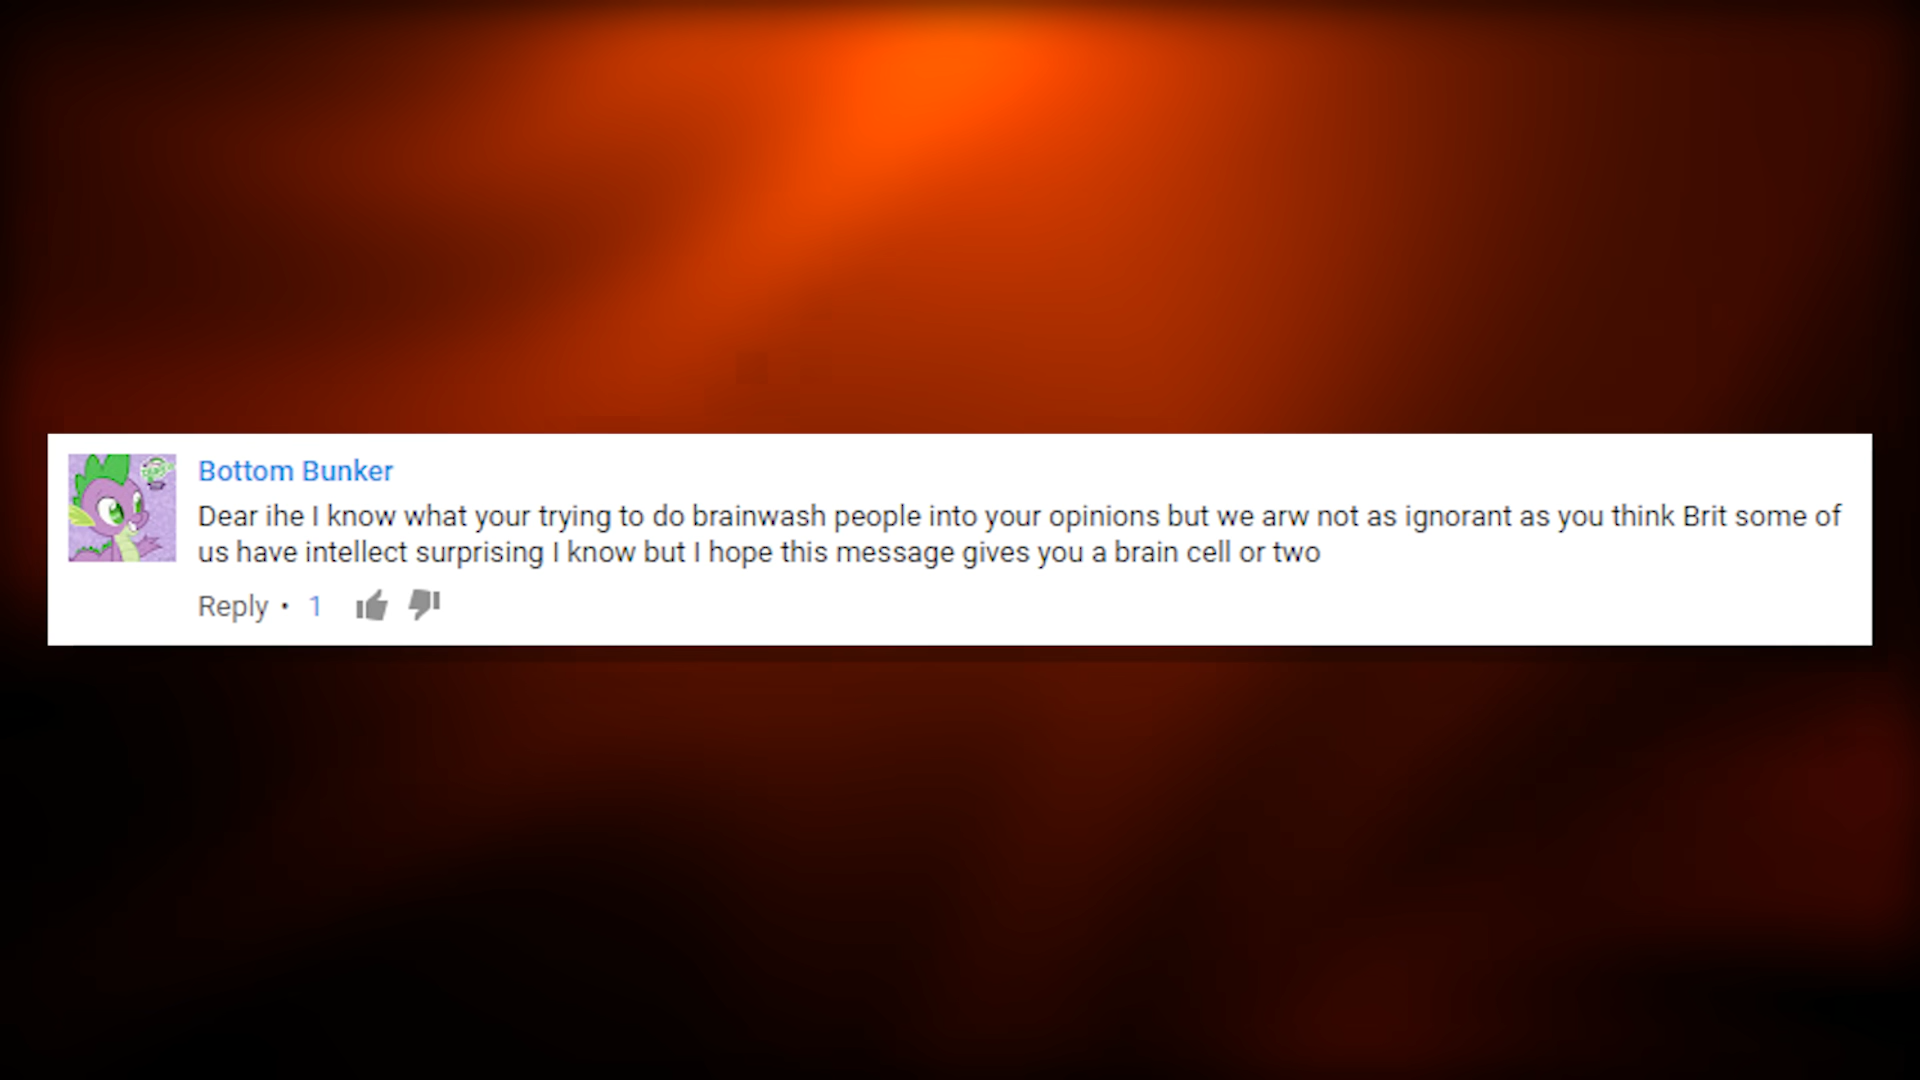 Bottom Bunker
Dear ihe I know what your trying to do brainwash people into your opinions but we arw not as ignorant as you think Brit some of
us have intellect surprising I know but I hope this message gives you a brain cell or two
Reply • 1